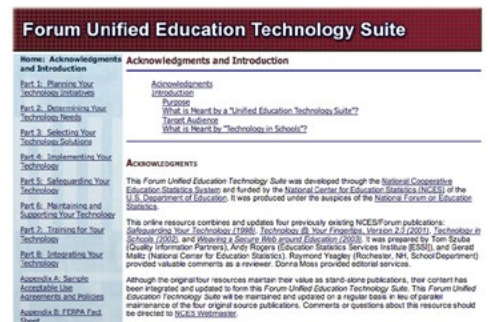 Forum Unified Education Technology Suite
Home: Acknowledgments
and Introduction
Part 1: Planning Your
Technology Initiatives
Part 2: Determining Your
Technology Needs
Part 3: Selecting Your
Technology Solutions
Part 4: Implementing Your
Technology
Part 5: Safeguarding Your
Technology
Part 6: Maintaining and
Supporting Your Technology
Part 7: Training for Your
Technology
Part 8: Integrating Your
Technology
Appendix A: Sample
Acceptable Use
Agreements and Policies
Appendix B: FERPA Fact
Sheet
Acknowledgments and Introduction
Acknowledgments
Introduction
Purpose
What is Meant by a "Unified Education Technology Suite"?
Target Audience
What is Meant by "Technology in Schools"?
ACKNOWLEDGMENTS
This Forum Unified Education Technology Suite was developed through the National Cooperative
Education Statistics System and funded by the National Center for Education Statistics (NCES) of the
U.S. Department of Education. It was produced under the auspices of the National Forum on Education
Statistics.
This online resource combines and updates four previously existing NCES/Forum publications:
Safeguarding Your Technology (1998), Technology @ Your Fingertips, Version 2.0 (2001), Technology in
Schools (2002), and Weaving a Secure Web around Education (2003). It was prepared by Tom Szuba
(Quality Information Partners), Andy Rogers (Education Statistics Services Institute [ESSI]), and Gerald
Malitz (National Center for Education Statistics). Raymond Yeagley (Rochester, NH, School Department)
provided valuable comments as a reviewer. Donna Moss provided editorial services.
Although the original four resources maintain their value as stand-alone publications, their content has
been integrated and updated to form this Forum Unified Education Technology Suite. This Forum Unified
Education Technology Suite will be maintained and updated on a regular basis in lieu of parallel
maintenance of the four original source publications. Comments or questions about this resource should
be directed to NCES Webmaster.